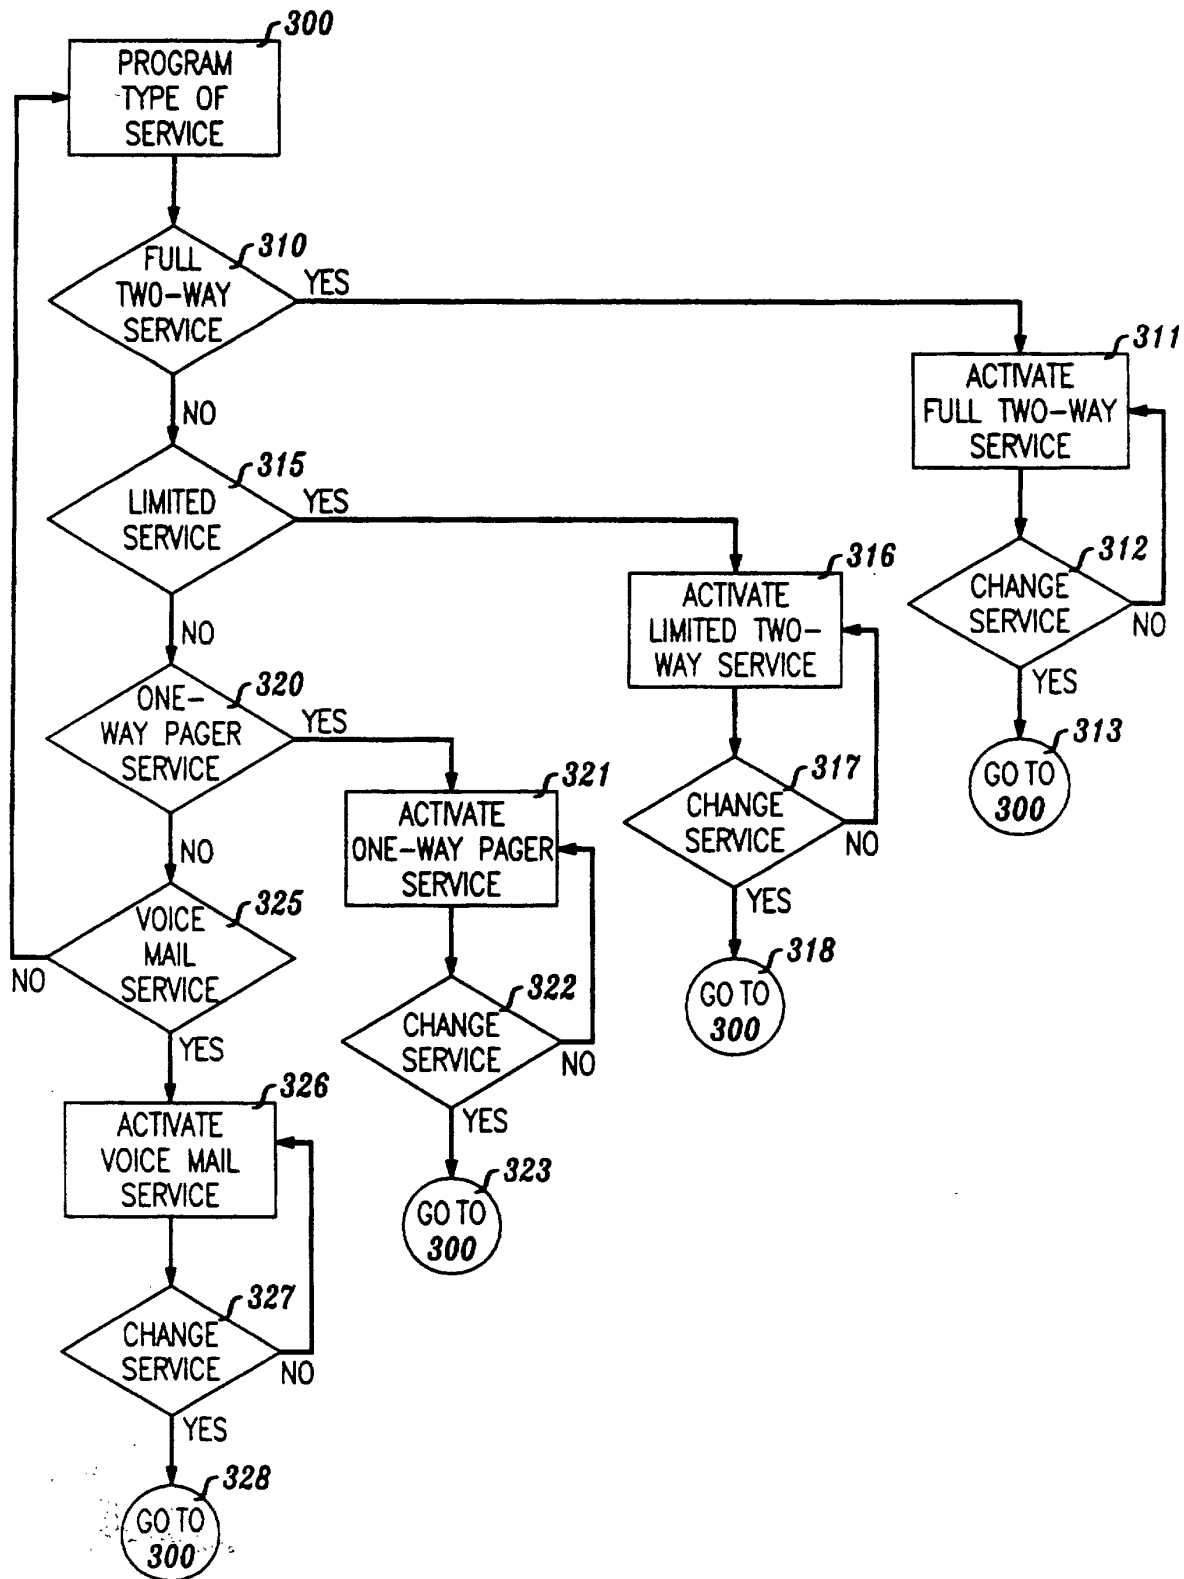 300
PROGRAM
TYPE OF
SERVICE
310
FULL
TWO-WAY
SERVICE
YES
NO
311
ACTIVATE
FULL TWO-WAY
SERVICE
312
CHANGE
SERVICE
NO
YES
313
GO TO
300
315
LIMITED
SERVICE
YES
NO
316
ACTIVATE
LIMITED TWO-
WAY SERVICE
317
CHANGE
SERVICE
NO
YES
318
GO TO
300
320
ONE-
WAY PAGER
SERVICE
YES
NO
321
ACTIVATE
ONE-WAY PAGER
SERVICE
322
CHANGE
SERVICE
NO
YES
323
GO TO
300
325
VOICE
MAIL
SERVICE
NO
YES
326
ACTIVATE
VOICE MAIL
SERVICE
327
CHANGE
SERVICE
NO
YES
328
GO TO
300